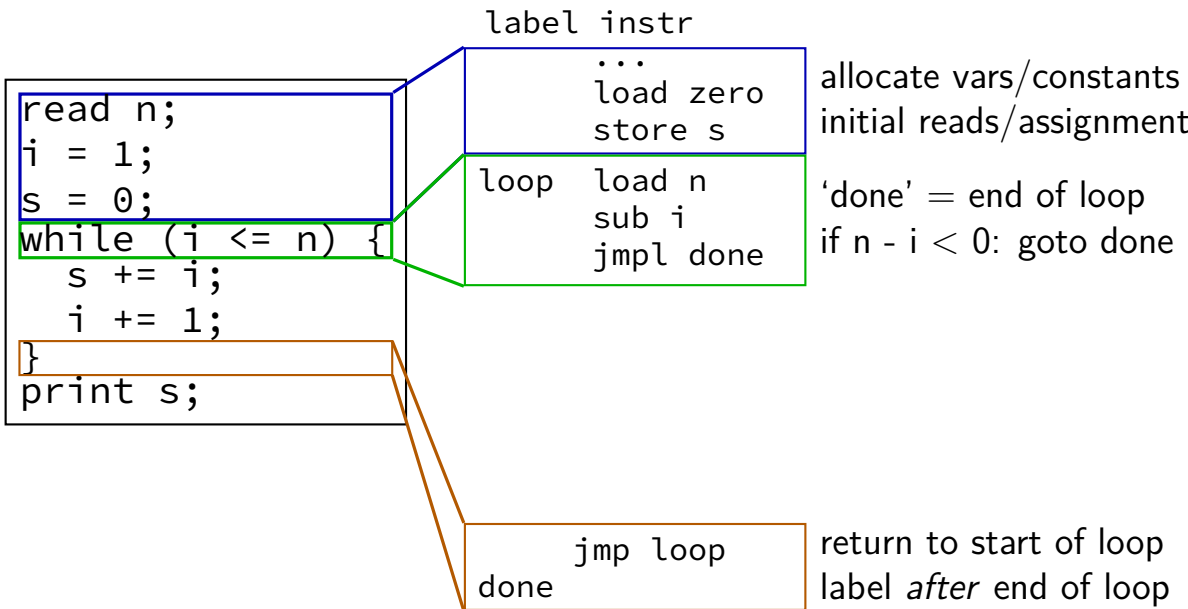 label instr
read n;
i = 1;
s = 0;
while (i <= n) {
  s += i;
  i += 1;
}
print s;
...
load zero
store s
allocate vars/constants
initial reads/assignment
loop  load n
sub i
jmpl done
‘done’ = end of loop
if n - i < 0: goto done
jmp loop
done
return to start of loop
label after end of loop